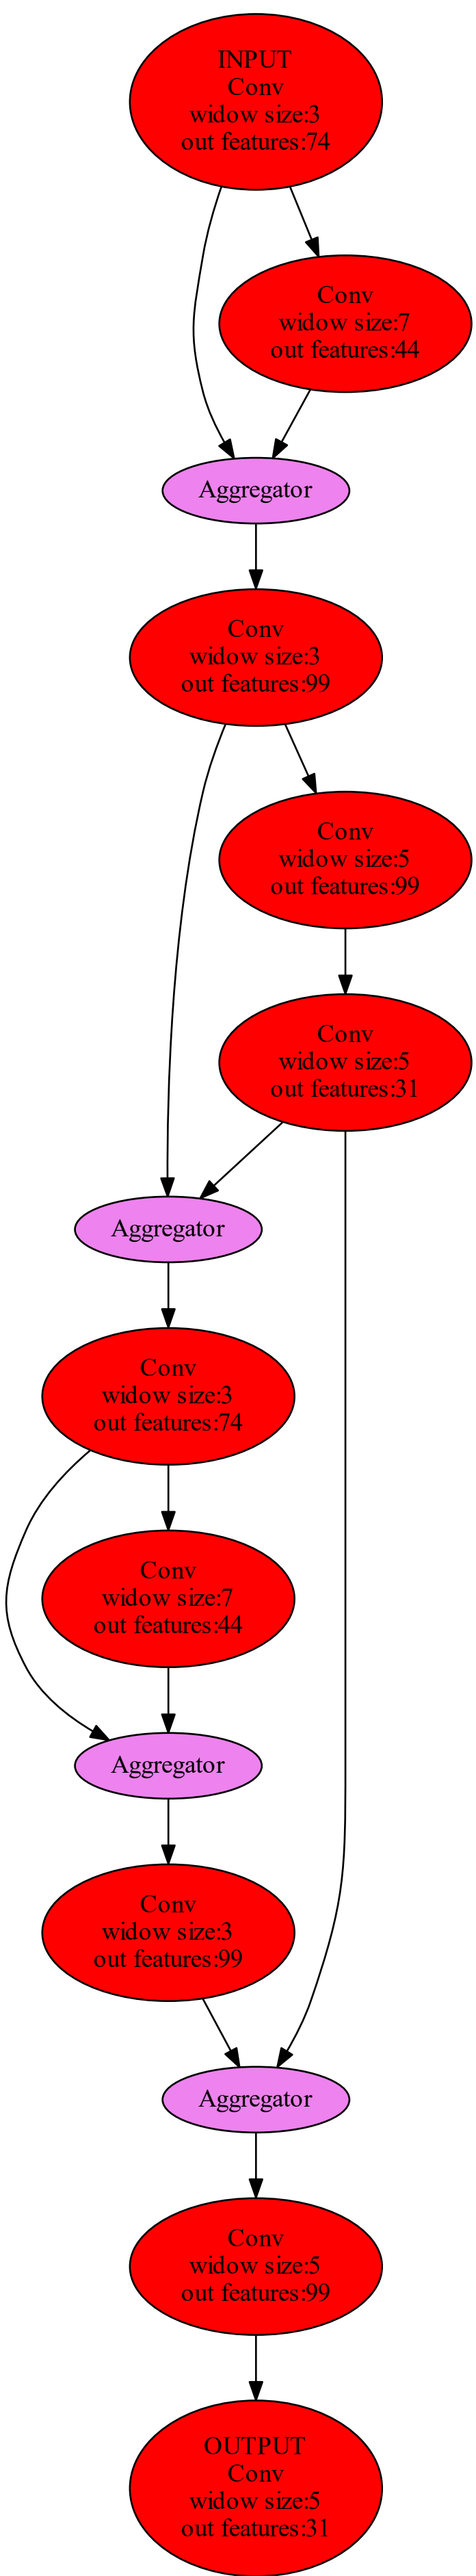 INPUT
Conv
widow size:3
out features:74
Conv
widow size:7
out features:44
Aggregator
Conv
widow size:3
out features:99
Conv
widow size:5
out features:99
Conv
widow size:5
out features:31
Aggregator
Conv
widow size:3
out features:74
Conv
widow size:7
out features:44
Aggregator
Conv
widow size:3
out features:99
Aggregator
Conv
widow size:5
out features:99
OUTPUT
Conv
widow size:5
out features:31